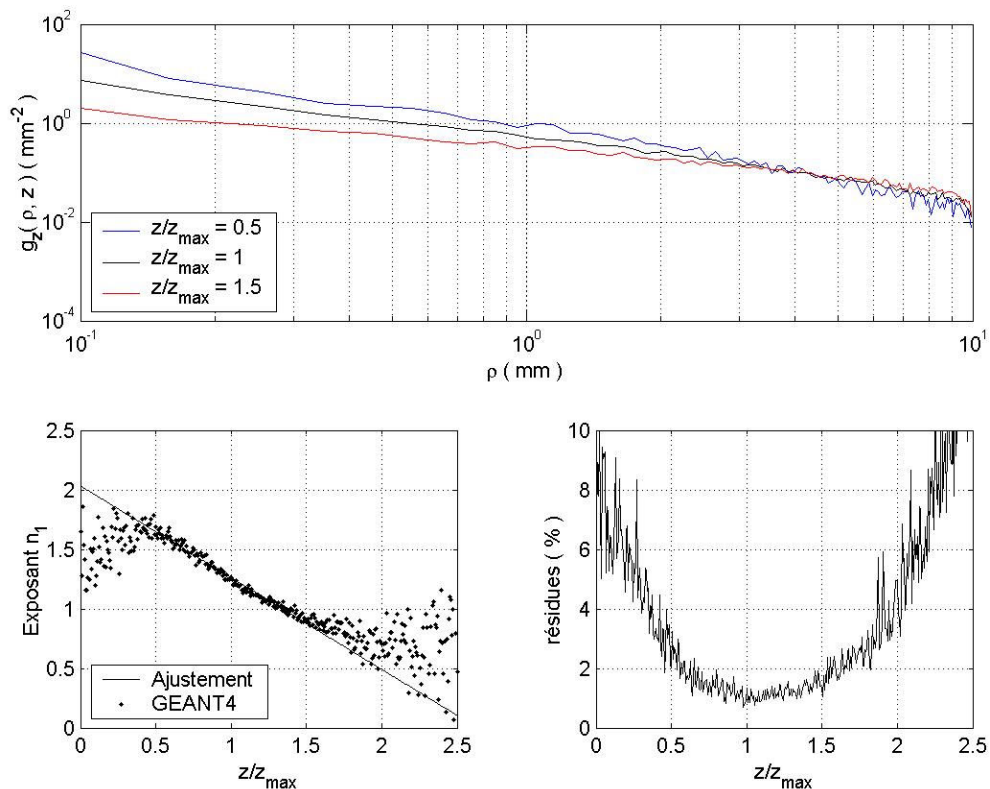 10^2
10^0
10^-2
10^-4
g_z( ρ, z ) ( mm^-2 )
z/z_max = 0.5
z/z_max = 1
z/z_max = 1.5
10^-1 10^0 10^1
ρ ( mm )
2.5
2
1.5
1
0.5
0
Exposant n_1
Ajustement
GEANT4
0 0.5 1 1.5 2 2.5
z/z_max
10
8
6
4
2
0
résidues ( % )
0 0.5 1 1.5 2 2.5
z/z_max